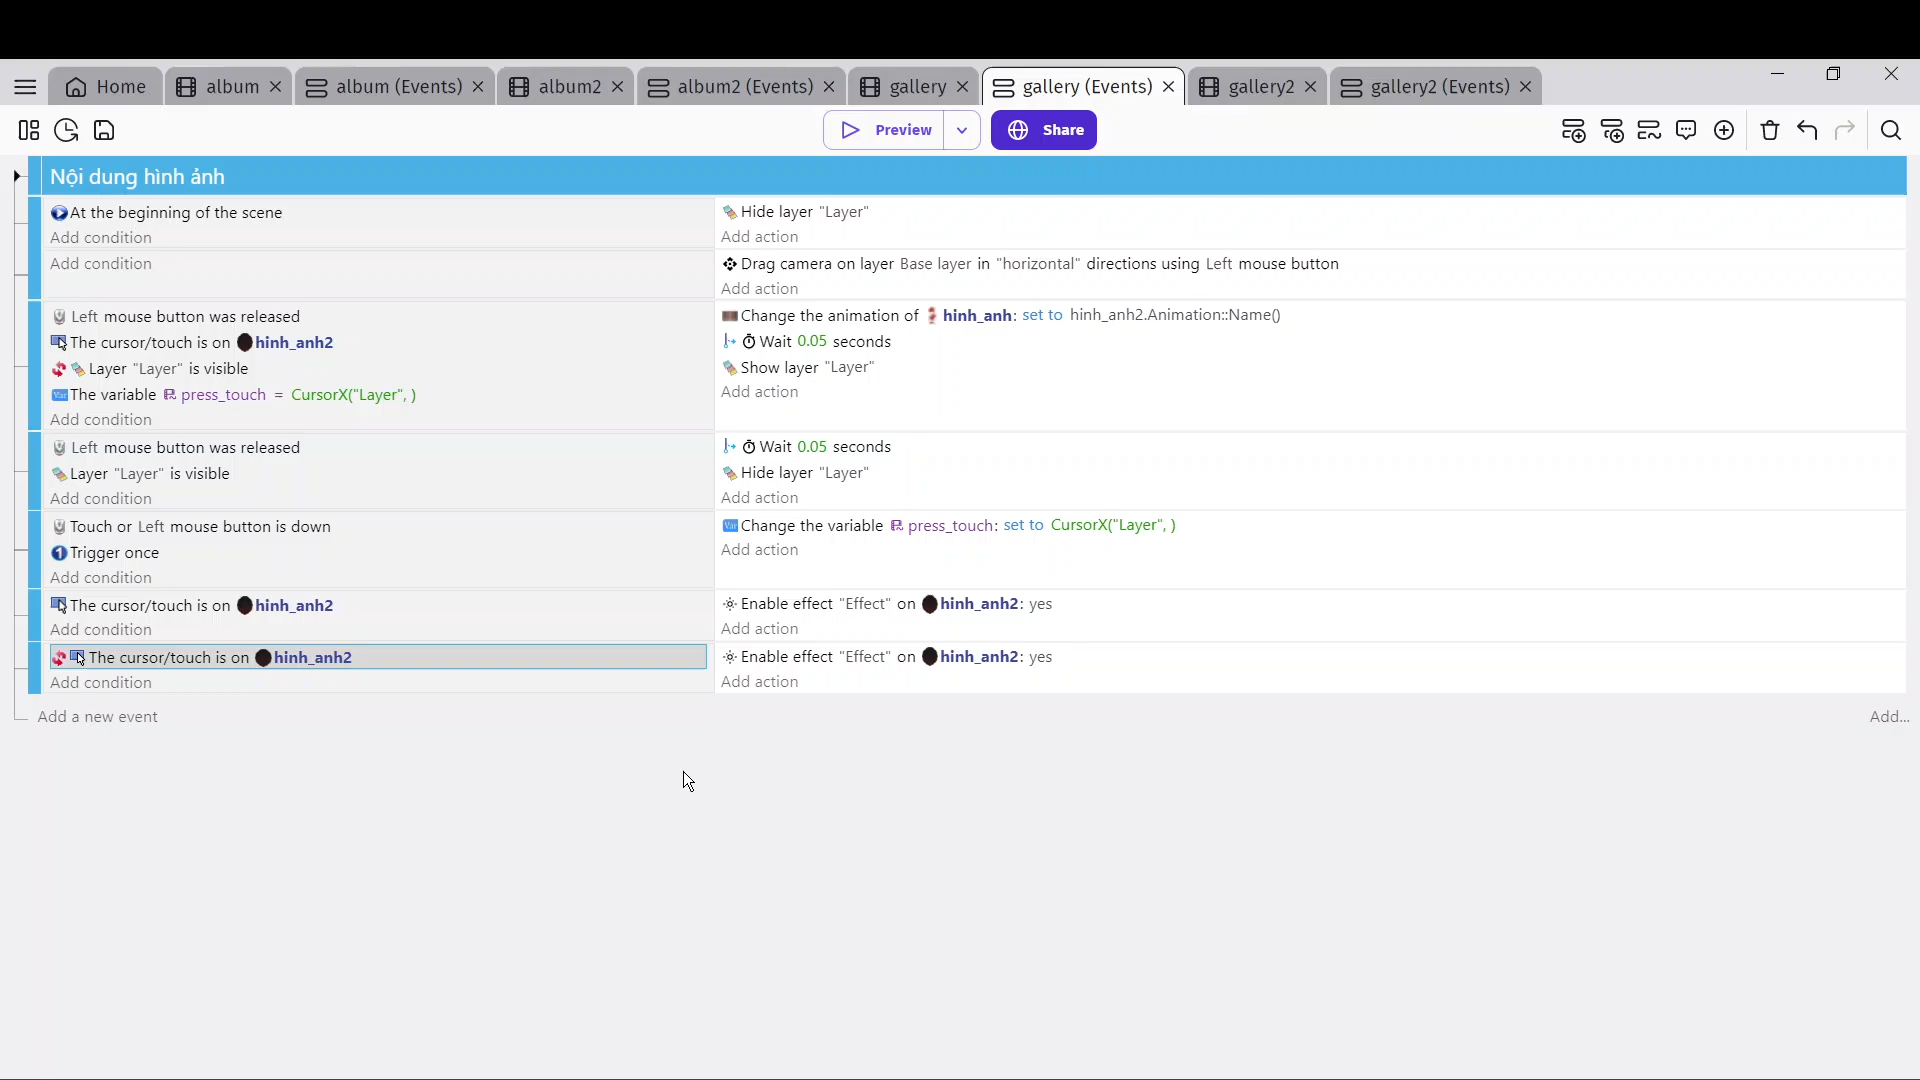 Home album album (Events) album2 album2 (Events) gallery gallery (Events) gallery2 gallery2 (Events)
Preview Share
Nội dung hình ảnh
At the beginning of the scene
Add condition
Hide layer "Layer"
Add action
Add condition
Drag camera on layer Base layer in "horizontal" directions using Left mouse button
Add action
Left mouse button was released
The cursor/touch is on hinh_anh2
Layer "Layer" is visible
Var The variable press_touch = CursorX("Layer", )
Add condition
Change the animation of hinh_anh: set to hinh_anh2.Animation::Name()
Wait 0.05 seconds
Show layer "Layer"
Add action
Left mouse button was released
Layer "Layer" is visible
Add condition
Wait 0.05 seconds
Hide layer "Layer"
Add action
Touch or Left mouse button is down
1 Trigger once
Add condition
Var Change the variable press_touch: set to CursorX("Layer", )
Add action
The cursor/touch is on hinh_anh2
Add condition
Enable effect "Effect" on hinh_anh2: yes
Add action
The cursor/touch is on hinh_anh2
Add condition
Enable effect "Effect" on hinh_anh2: yes
Add action
Add a new event Add...